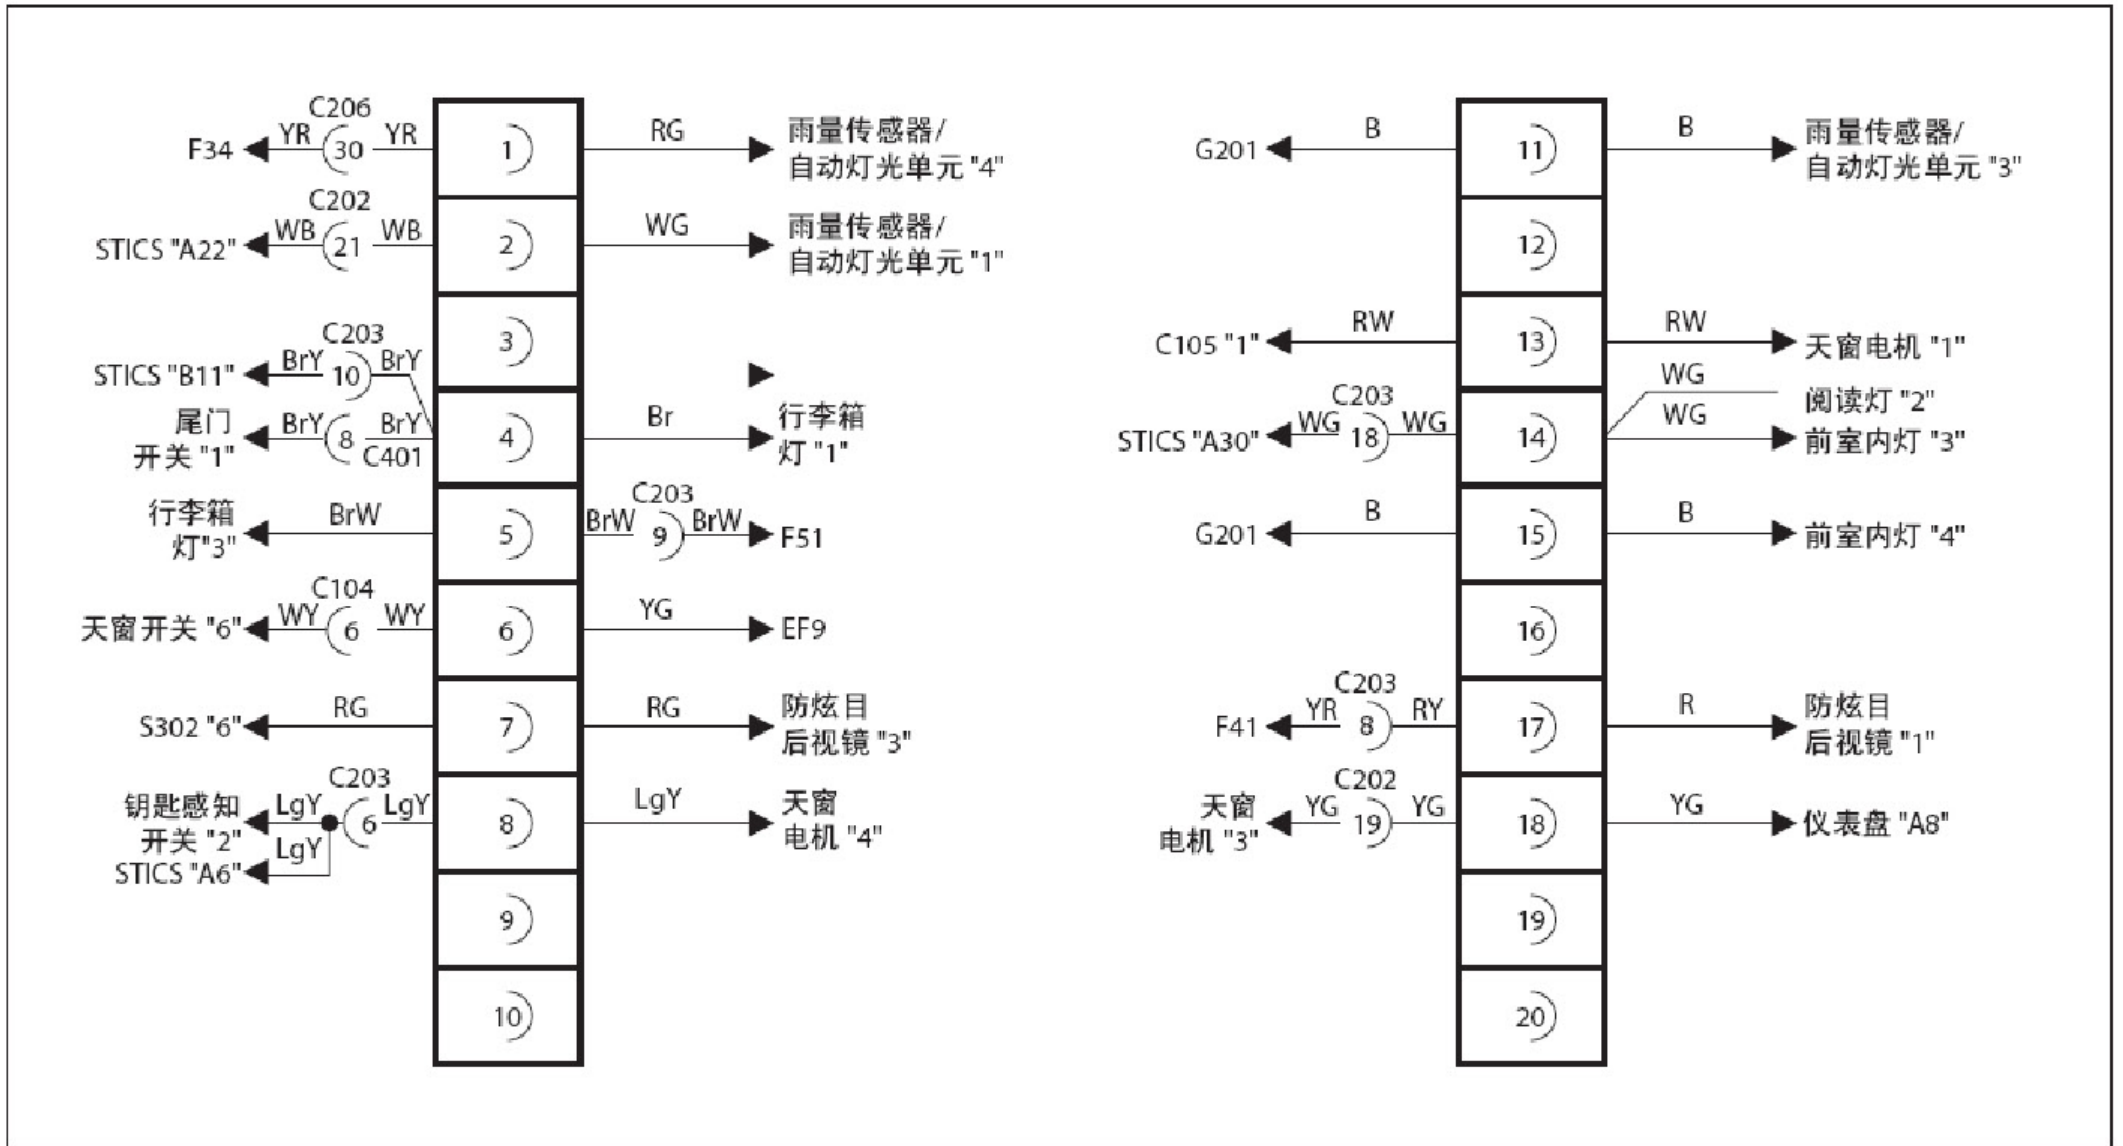 C206
F34 YR 30 YR 1 RG 雨量传感器/
自动灯光单元 "4"
C202
STICS "A22" WB 21 WB 2 WG 雨量传感器/
自动灯光单元 "1"
3
C203
STICS "B11" BrY 10 BrY
尾门
开关 "1" BrY 8 BrY 4 Br 行李箱
灯 "1"
C401
行李箱
灯"3" BrW 5 BrW 9 BrW F51
C203
C104
天窗开关 "6" WY 6 WY 6 YG EF9
S302 "6" RG 7 RG 防炫目
后视镜 "3"
C203
钥匙感知
开关 "2" LgY 6 LgY 8 LgY 天窗
电机 "4"
STICS "A6" LgY
9
10
G201 B 11 B 雨量传感器/
自动灯光单元 "3"
12
C105 "1" RW 13 RW 天窗电机 "1"
WG 阅读灯 "2"
C203
STICS "A30" WG 18 WG 14 WG 前室内灯 "3"
G201 B 15 B 前室内灯 "4"
16
C203
F41 YR 8 RY 17 R 防炫目
后视镜 "1"
C202
天窗
电机 "3" YG 19 YG 18 YG 仪表盘 "A8"
19
20